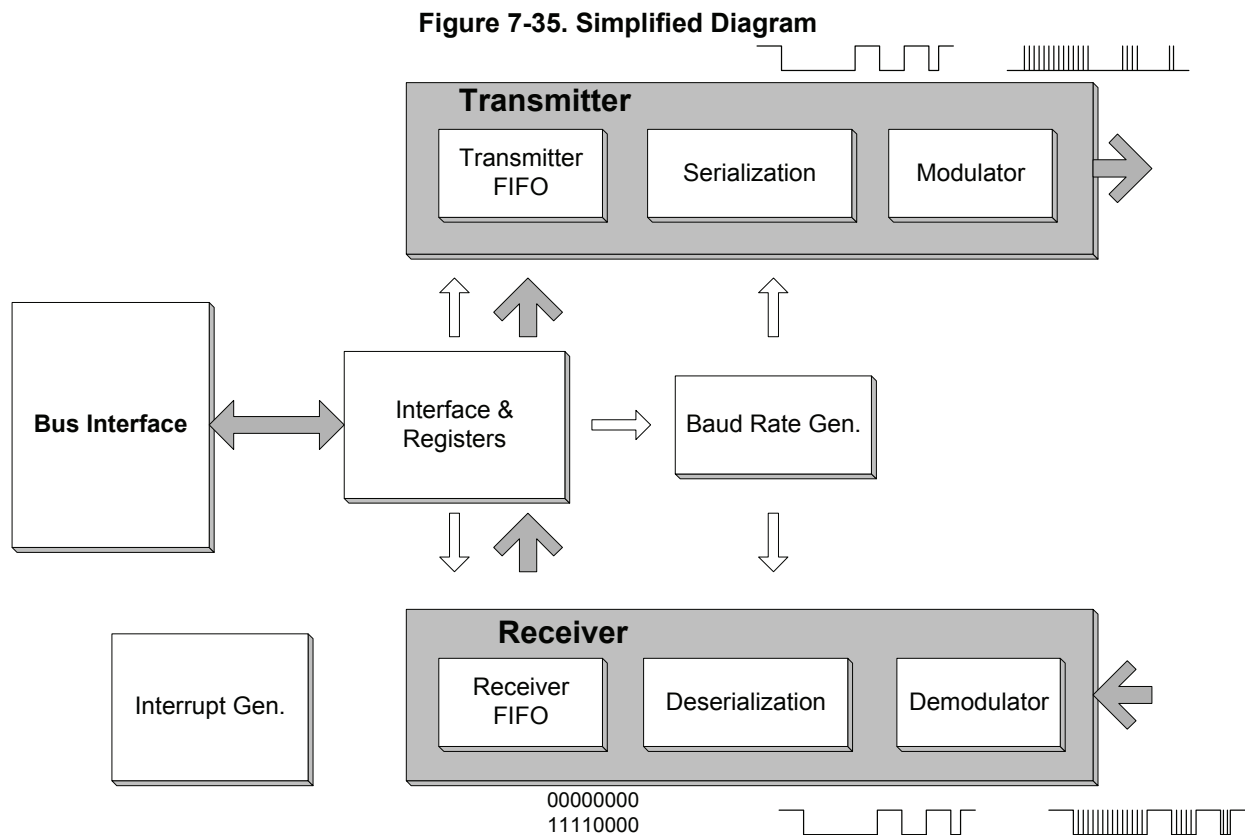 Figure 7-35. Simplified Diagram
Transmitter
Transmitter
FIFO
Serialization
Modulator
Bus Interface
Interface &
Registers
Baud Rate Gen.
Receiver
Receiver
FIFO
Deserialization
Demodulator
Interrupt Gen.
00000000
11110000